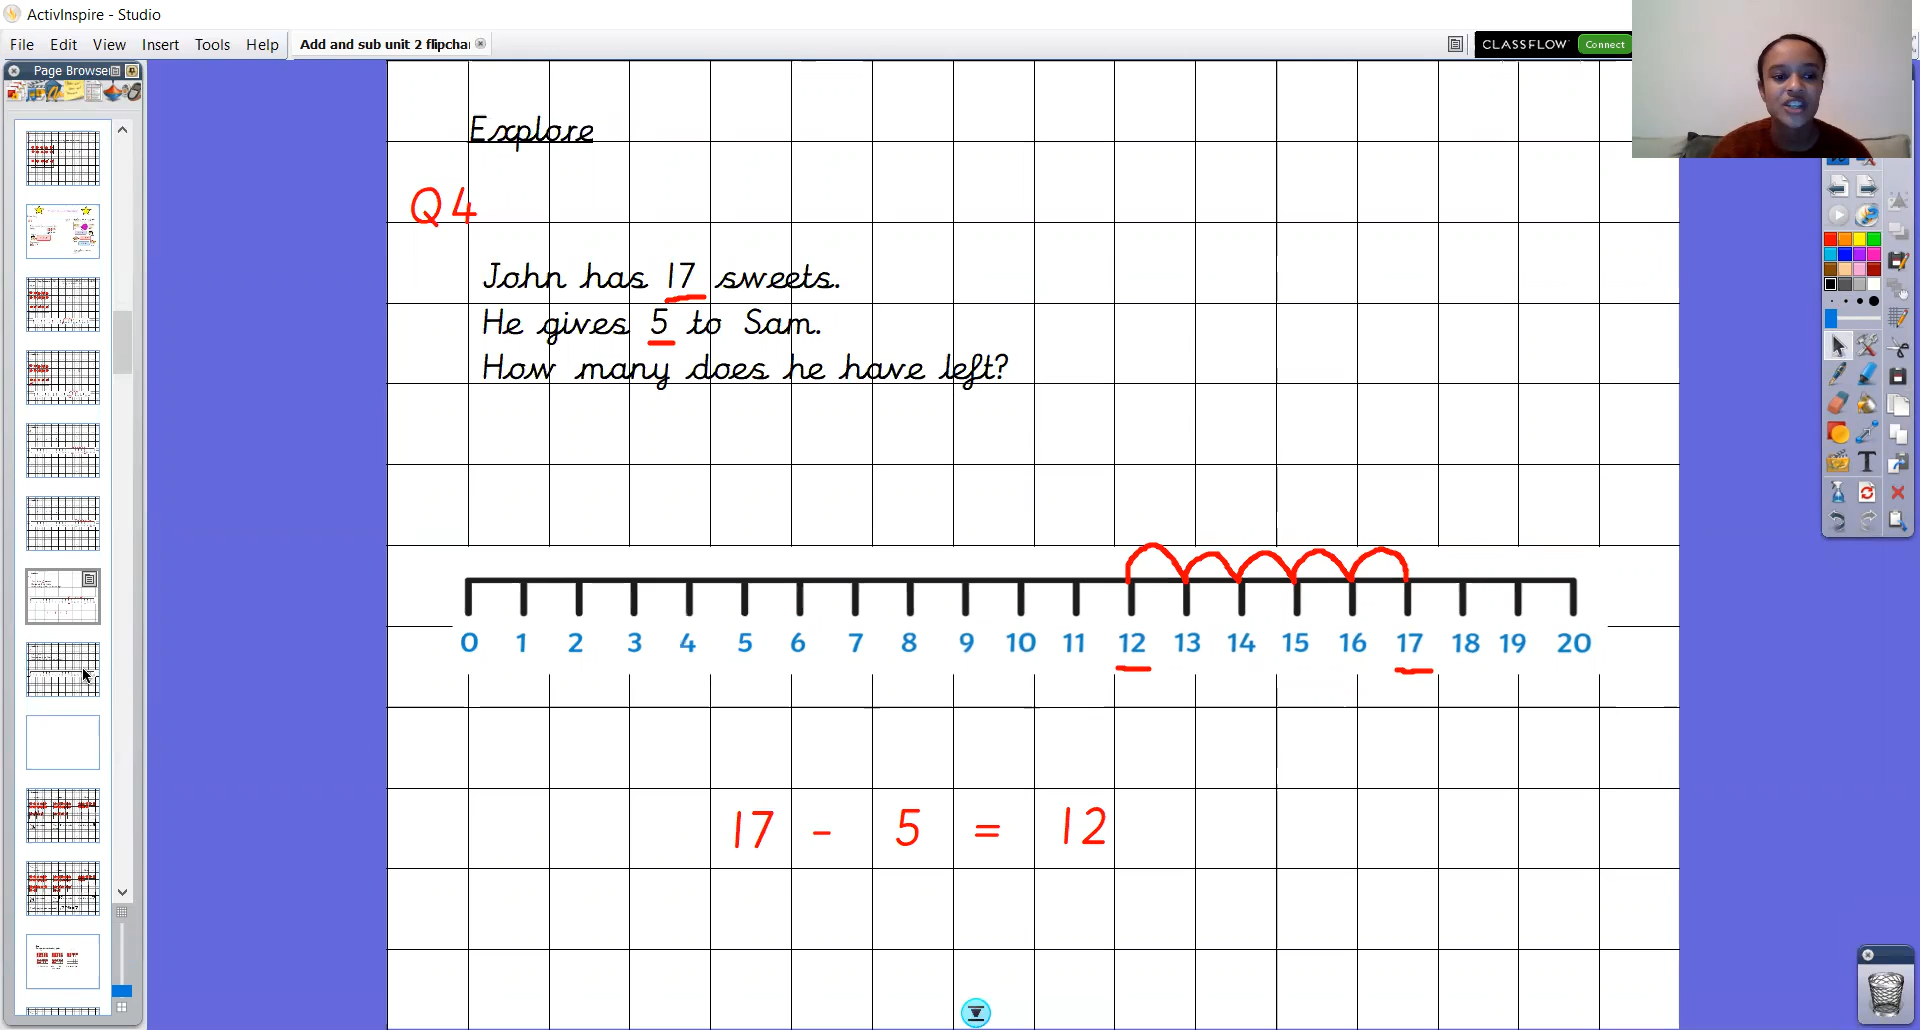 ActivInspire - Studio
File Edit View Insert Tools Help
Add and sub unit 2 flipchar
CLASSFLOW Connect
Page Browser
Explore
Q4
John has 17 sweets.
He gives 5 to Sam.
How many does he have left?
0 1 2 3 4 5 6 7 8 9 10 11 12 13 14 15 16 17 18 19 20
17 - 5 = 12